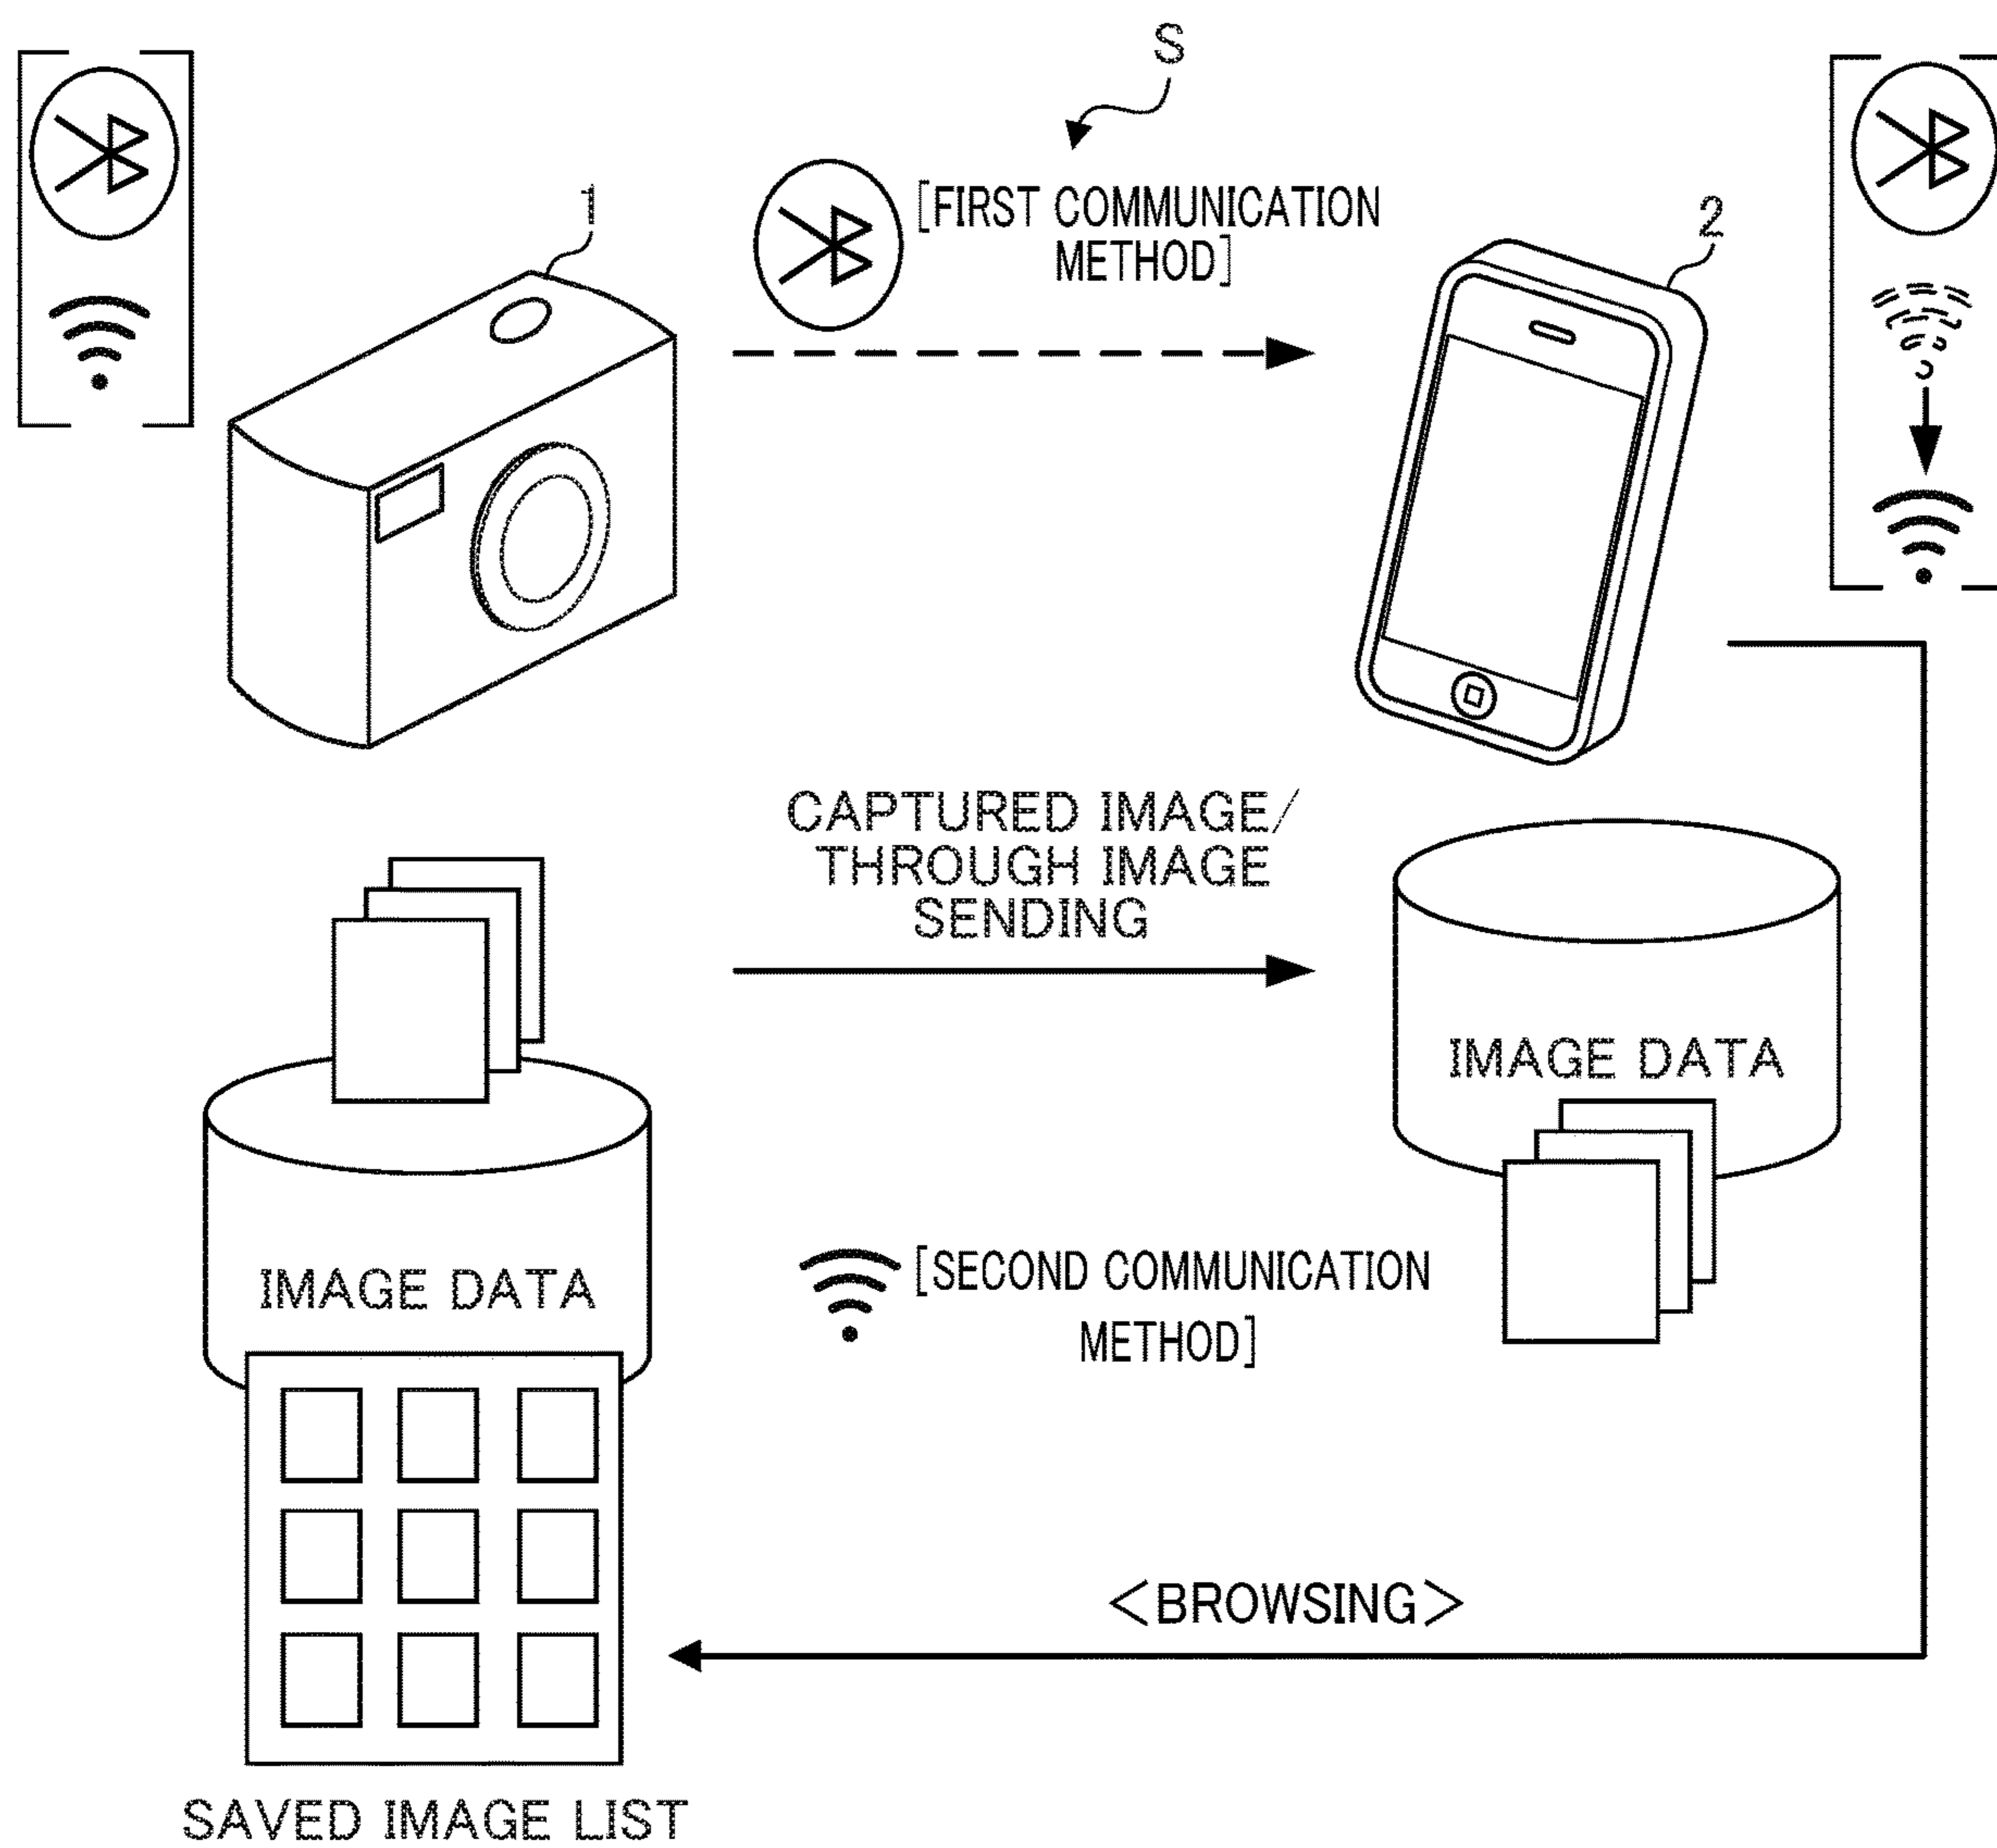 S
1
[FIRST COMMUNICATION
METHOD]
2
CAPTURED IMAGE/
THROUGH IMAGE
SENDING
IMAGE DATA
IMAGE DATA
[SECOND COMMUNICATION
METHOD]
<BROWSING>
SAVED IMAGE LIST